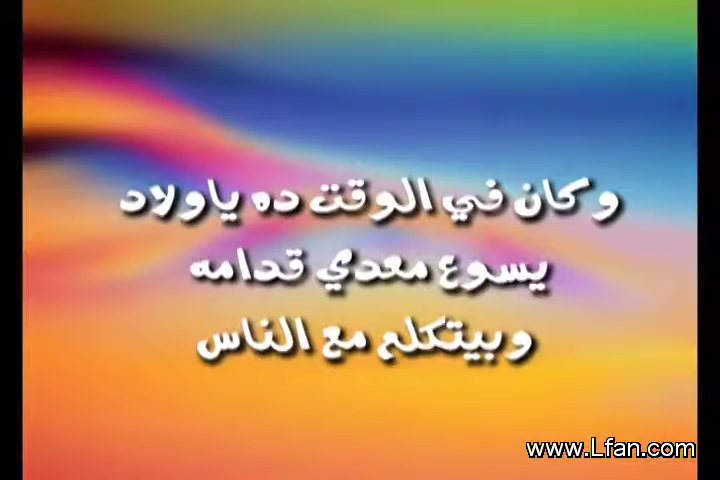 وكان في الوقت ده ياولاد
يسوع معدي قدامه
وبيتكلم مع الناس
www.Lfan.com